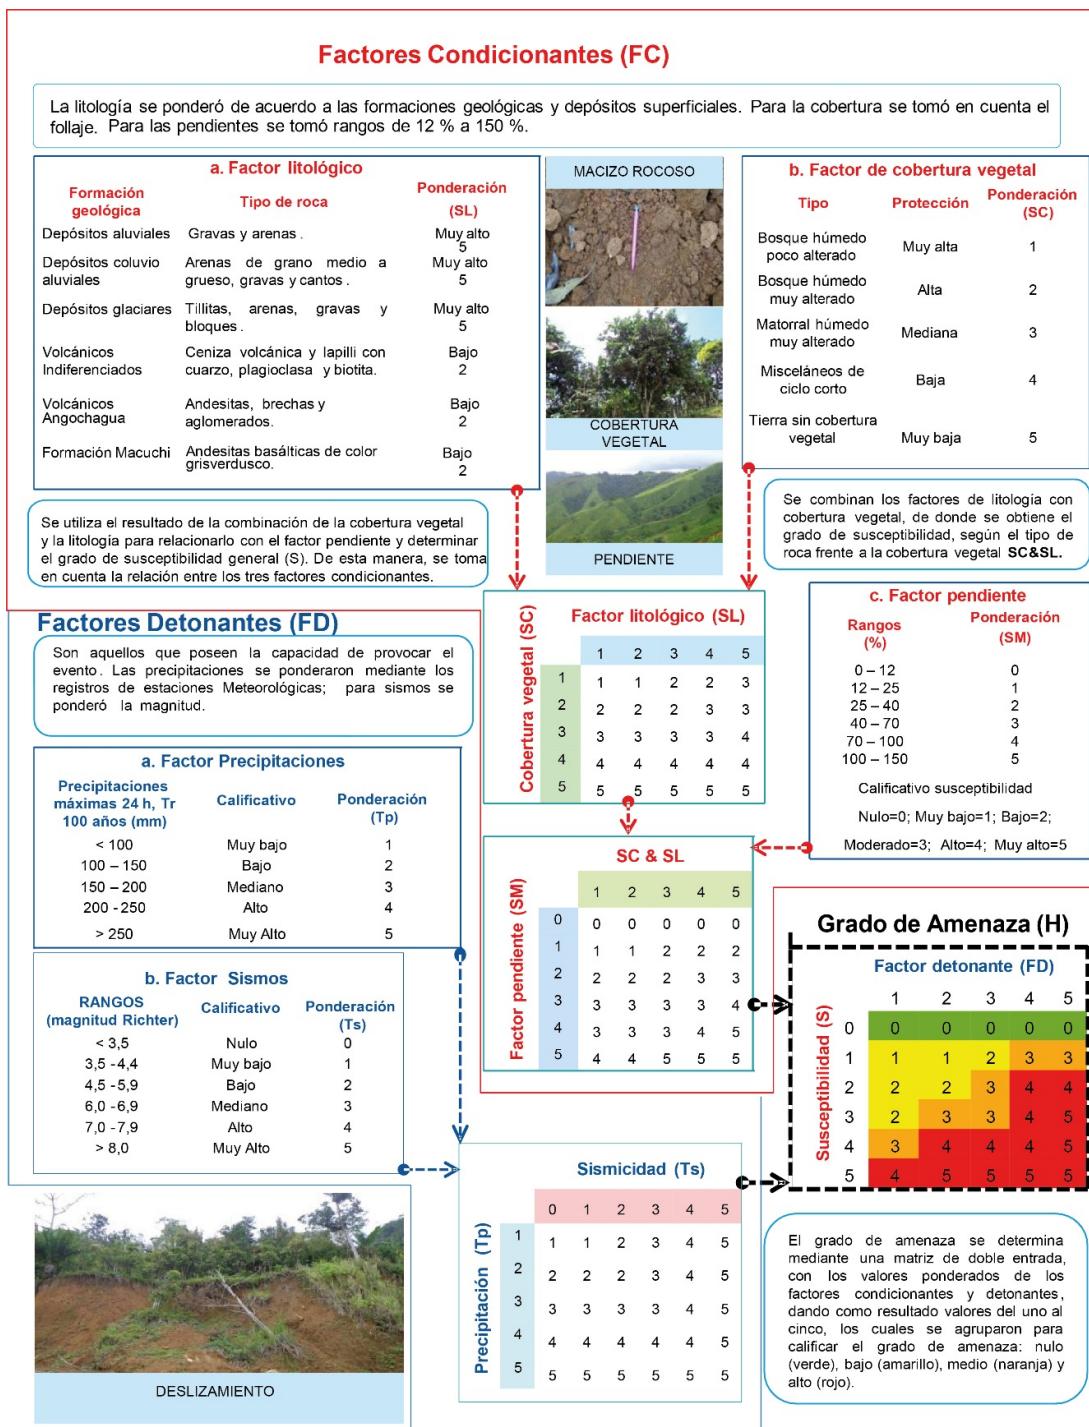 Factores Condicionantes (FC)
La litología se ponderó de acuerdo a las formaciones geológicas y depósitos superficiales. Para la cobertura se tomó en cuenta el
follaje. Para las pendientes se tomó rangos de 12 % a 150 %.
a. Factor litológico
Formación geológica Tipo de roca Ponderación (SL)
Depósitos aluviales Gravas y arenas . Muy alto 5
Depósitos coluvio aluviales Arenas de grano medio a grueso, gravas y cantos . Muy alto 5
Depósitos glaciares Tillitas, arenas, gravas y bloques . Muy alto 5
Volcánicos Indiferenciados Ceniza volcánica y lapilli con cuarzo, plagioclasa y biotita. Bajo 2
Volcánicos Angochagua Andesitas, brechas y aglomerados. Bajo 2
Formación Macuchi Andesitas basálticas de color grisverdusco. Bajo 2
MACIZO ROCOSO
COBERTURA
VEGETAL
PENDIENTE
b. Factor de cobertura vegetal
Tipo Protección Ponderación (SC)
Bosque húmedo poco alterado Muy alta 1
Bosque húmedo muy alterado Alta 2
Matorral húmedo muy alterado Mediana 3
Misceláneos de ciclo corto Baja 4
Tierra sin cobertura vegetal Muy baja 5
Se utiliza el resultado de la combinación de la cobertura vegetal
y la litología para relacionarlo con el factor pendiente y determinar
el grado de susceptibilidad general (S). De esta manera, se toma
en cuenta la relación entre los tres factores condicionantes.
Se combinan los factores de litología con
cobertura vegetal, de donde se obtiene el
grado de susceptibilidad, según el tipo de
roca frente a la cobertura vegetal SC&SL.
Factores Detonantes (FD)
Son aquellos que poseen la capacidad de provocar el
evento . Las precipitaciones se ponderaron mediante los
registros de estaciones Meteorológicas; para sismos se
ponderó la magnitud.
Factor litológico (SL)
Cobertura vegetal (SC)
1 2 3 4 5
1 1 1 2 2 3
2 2 2 2 3 3
3 3 3 3 3 4
4 4 4 4 4 4
5 5 5 5 5 5
c. Factor pendiente
Rangos (%) Ponderación (SM)
0 – 12 0
12 – 25 1
25 – 40 2
40 – 70 3
70 – 100 4
100 – 150 5
Calificativo susceptibilidad
Nulo=0; Muy bajo=1; Bajo=2;
Moderado=3; Alto=4; Muy alto=5
a. Factor Precipitaciones
Precipitaciones máximas 24 h, Tr 100 años (mm) Calificativo Ponderación (Tp)
< 100 Muy bajo 1
100 – 150 Bajo 2
150 – 200 Mediano 3
200 - 250 Alto 4
> 250 Muy Alto 5
SC & SL
Factor pendiente (SM)
1 2 3 4 5
0 0 0 0 0 0
1 1 1 2 2 2
2 2 2 2 3 3
3 3 3 3 3 4
4 3 3 3 4 5
5 4 4 5 5 5
b. Factor Sismos
RANGOS (magnitud Richter) Calificativo Ponderación (Ts)
< 3,5 Nulo 0
3,5 -4,4 Muy bajo 1
4,5 -5,9 Bajo 2
6,0 -6,9 Mediano 3
7,0 -7,9 Alto 4
> 8,0 Muy Alto 5
Grado de Amenaza (H)
Factor detonante (FD)
Susceptibilidad (S)
1 2 3 4 5
0 0 0 0 0 0
1 1 1 2 3 3
2 2 2 3 4 4
3 2 3 3 4 5
4 3 4 4 4 5
5 4 5 5 5 5
Sismicidad (Ts)
Precipitación (Tp)
0 1 2 3 4 5
1 1 1 2 3 4 5
2 2 2 2 3 4 5
3 3 3 3 3 4 5
4 4 4 4 4 4 5
5 5 5 5 5 5 5
El grado de amenaza se determina
mediante una matriz de doble entrada,
con los valores ponderados de los
factores condicionantes y detonantes,
dando como resultado valores del uno al
cinco, los cuales se agruparon para
calificar el grado de amenaza: nulo
(verde), bajo (amarillo), medio (naranja) y
alto (rojo).
DESLIZAMIENTO